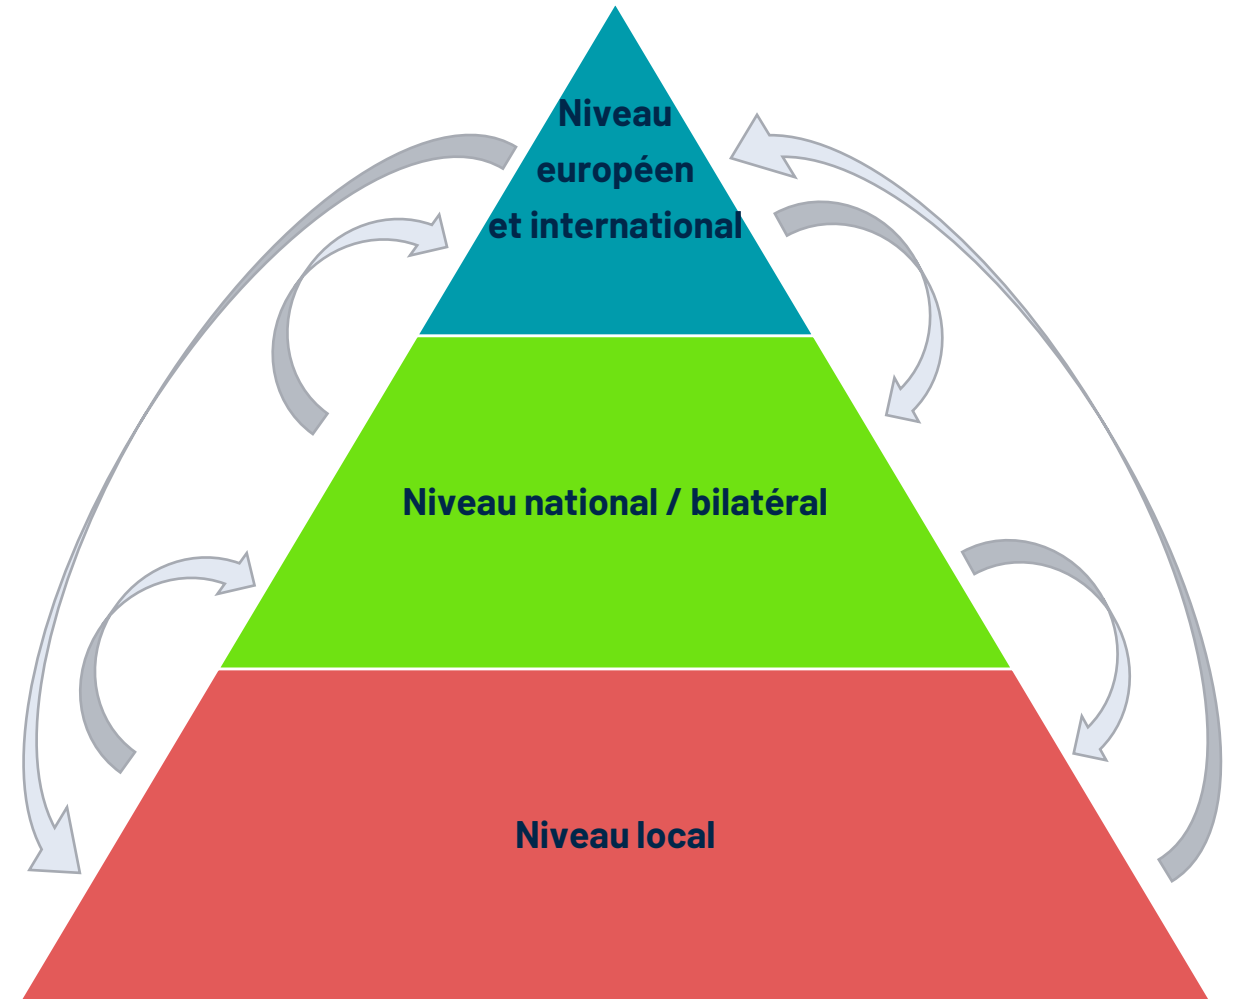 Niveau
européen
et international
Niveau national / bilatéral
Niveau local